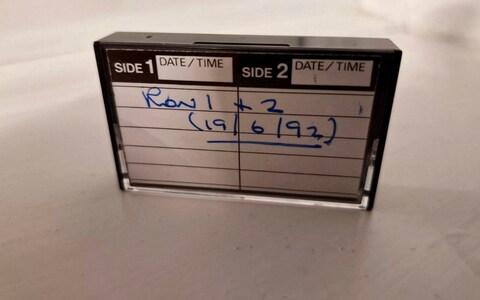 SIDE 1 DATE/TIME SIDE 2 DATE/TIME
Ron 1 + 2
(19/6/92)